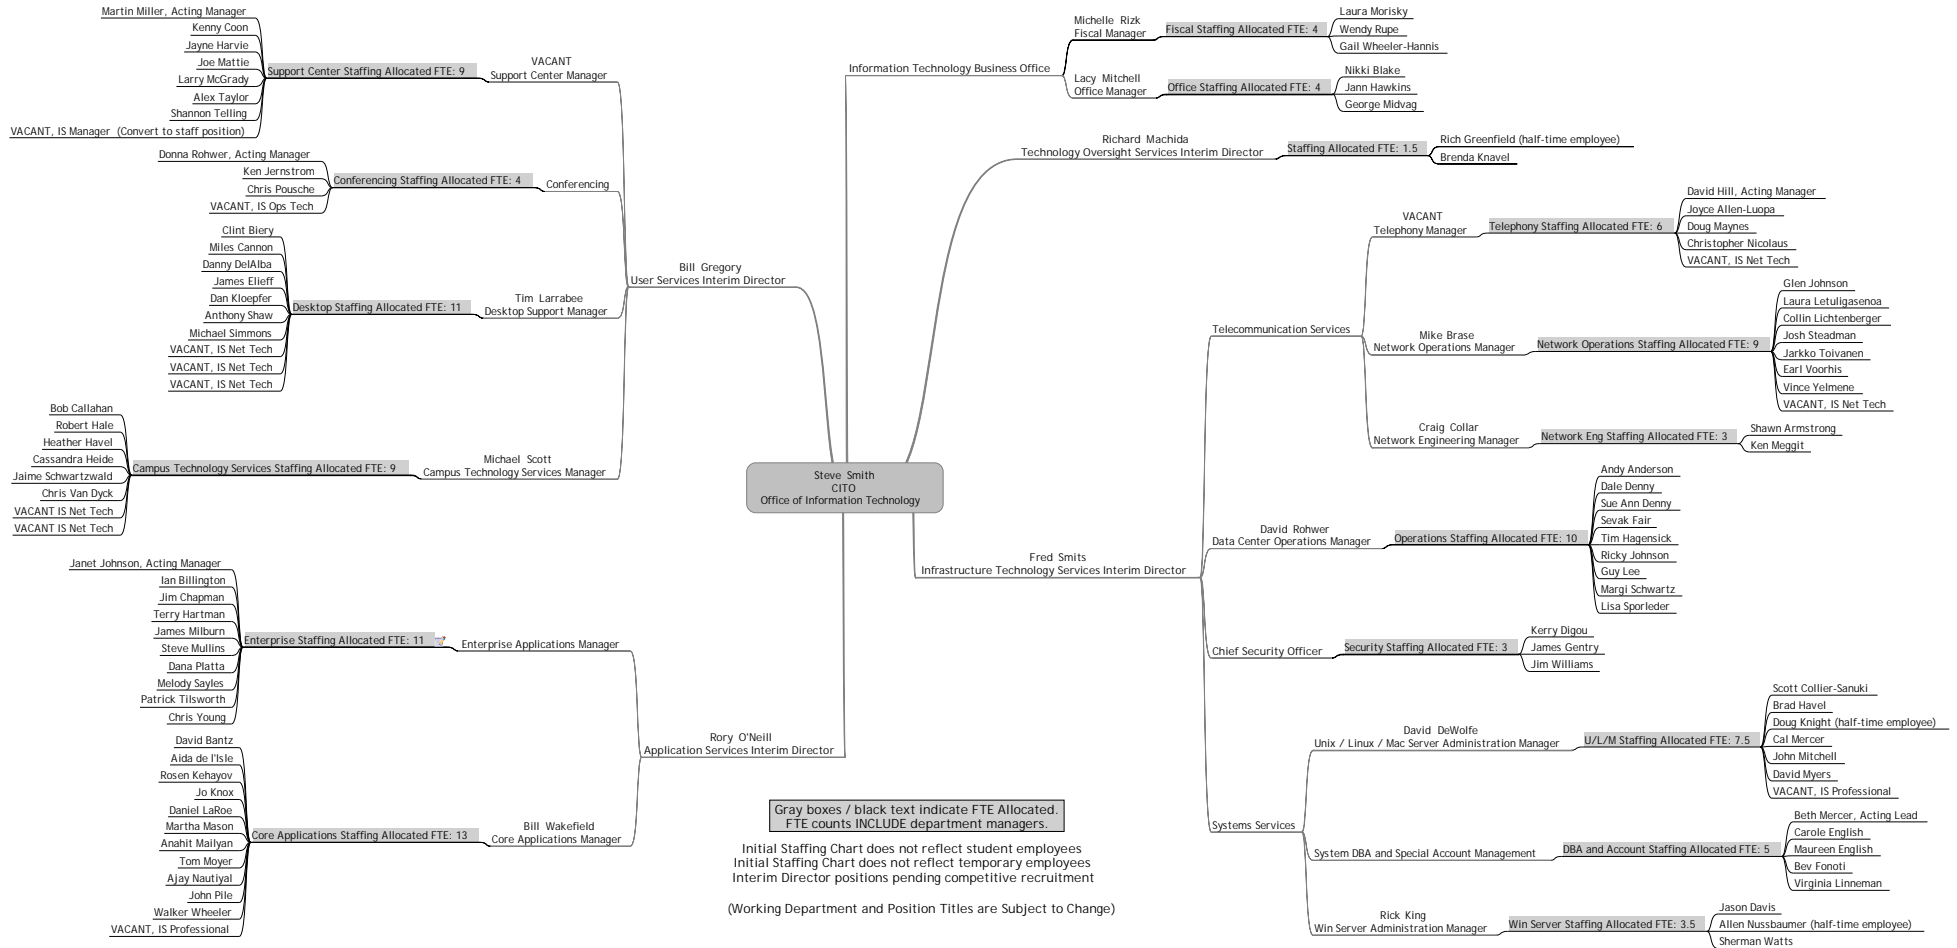 Martin Miller, Acting Manager
Kenny Coon
Jayne Harvie
Joe Mattie
Larry McGrady
Alex Taylor
Shannon Telling
VACANT, IS Manager (Convert to staff position)
Support Center Staffing Allocated FTE: 9
VACANT
Support Center Manager
Donna Rohwer, Acting Manager
Ken Jernstrom
Chris Pousche
VACANT, IS Ops Tech
Conferencing Staffing Allocated FTE: 4
Conferencing
Clint Biery
Miles Cannon
Danny DelAlba
James Elieff
Dan Kloepfer
Anthony Shaw
Michael Simmons
VACANT, IS Net Tech
VACANT, IS Net Tech
VACANT, IS Net Tech
Desktop Staffing Allocated FTE: 11
Tim Larrabee
Desktop Support Manager
Bob Callahan
Robert Hale
Heather Havel
Cassandra Heide
Jaime Schwartzwald
Chris Van Dyck
VACANT IS Net Tech
VACANT IS Net Tech
Campus Technology Services Staffing Allocated FTE: 9
Michael Scott
Campus Technology Services Manager
Bill Gregory
User Services Interim Director
Janet Johnson, Acting Manager
Ian Billington
Jim Chapman
Terry Hartman
James Milburn
Steve Mullins
Dana Platta
Melody Sayles
Patrick Tilsworth
Chris Young
Enterprise Staffing Allocated FTE: 11
Enterprise Applications Manager
David Bantz
Aida de l'Isle
Rosen Kehayov
Jo Knox
Daniel LaRoe
Martha Mason
Anahit Mailyan
Tom Moyer
Ajay Nautiyal
John Pile
Walker Wheeler
VACANT, IS Professional
Core Applications Staffing Allocated FTE: 13
Bill Wakefield
Core Applications Manager
Rory O'Neill
Application Services Interim Director
Steve Smith
CITO
Office of Information Technology
Information Technology Business Office
Michelle Rizk
Fiscal Manager
Fiscal Staffing Allocated FTE: 4
Laura Morisky
Wendy Rupe
Gail Wheeler-Hannis
Lacy Mitchell
Office Manager
Office Staffing Allocated FTE: 4
Nikki Blake
Jann Hawkins
George Midvag
Richard Machida
Technology Oversight Services Interim Director
Staffing Allocated FTE: 1.5
Rich Greenfield (half-time employee)
Brenda Knavel
Fred Smits
Infrastructure Technology Services Interim Director
Telecommunication Services
VACANT
Telephony Manager
Telephony Staffing Allocated FTE: 6
David Hill, Acting Manager
Joyce Allen-Luopa
Doug Maynes
Christopher Nicolaus
VACANT, IS Net Tech
Mike Brase
Network Operations Manager
Network Operations Staffing Allocated FTE: 9
Glen Johnson
Laura Letuligasenoa
Collin Lichtenberger
Josh Steadman
Jarkko Toivanen
Earl Voorhis
Vince Yelmene
VACANT, IS Net Tech
Craig Collar
Network Engineering Manager
Network Eng Staffing Allocated FTE: 3
Shawn Armstrong
Ken Meggit
David Rohwer
Data Center Operations Manager
Operations Staffing Allocated FTE: 10
Andy Anderson
Dale Denny
Sue Ann Denny
Sevak Fair
Tim Hagensick
Ricky Johnson
Guy Lee
Margi Schwartz
Lisa Sporleder
Chief Security Officer
Security Staffing Allocated FTE: 3
Kerry Digou
James Gentry
Jim Williams
Systems Services
David DeWolfe
Unix / Linux / Mac Server Administration Manager
U/L/M Staffing Allocated FTE: 7.5
Scott Collier-Sanuki
Brad Havel
Doug Knight (half-time employee)
Cal Mercer
John Mitchell
David Myers
VACANT, IS Professional
System DBA and Special Account Management
DBA and Account Staffing Allocated FTE: 5
Beth Mercer, Acting Lead
Carole English
Maureen English
Bev Fonoti
Virginia Linneman
Rick King
Win Server Administration Manager
Win Server Staffing Allocated FTE: 3.5
Jason Davis
Allen Nussbaumer (half-time employee)
Sherman Watts
Gray boxes / black text indicate FTE Allocated.
FTE counts INCLUDE department managers.
Initial Staffing Chart does not reflect student employees
Initial Staffing Chart does not reflect temporary employees
Interim Director positions pending competitive recruitment
(Working Department and Position Titles are Subject to Change)